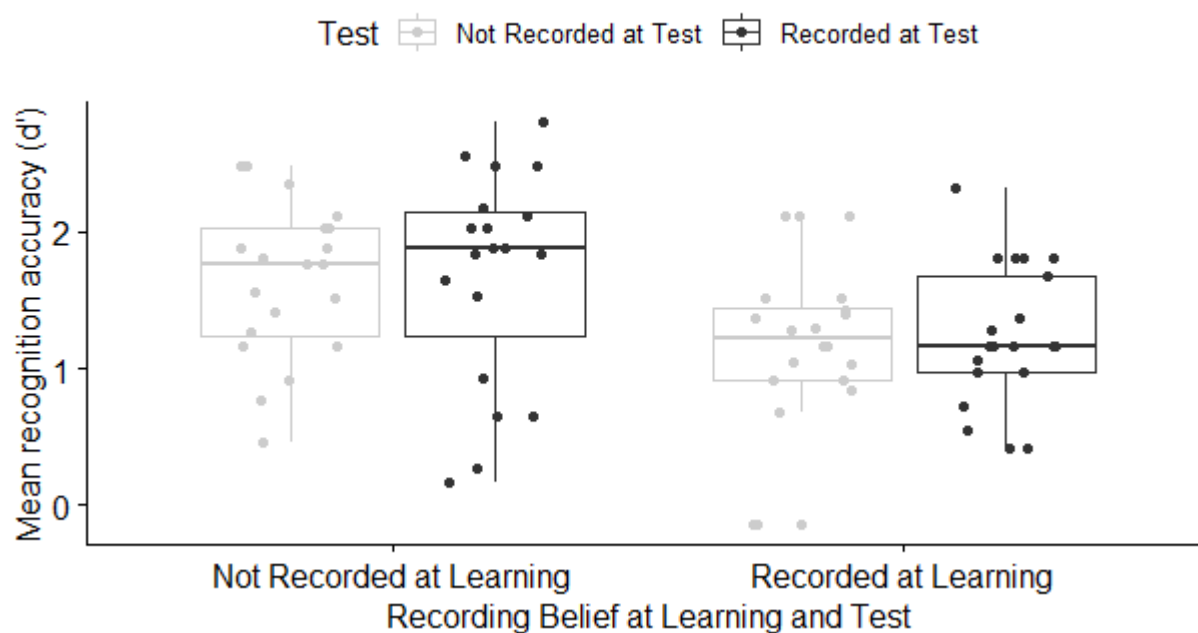 Test Not Recorded at Test Recorded at Test
Mean recognition accuracy (d')
2
1
0
Not Recorded at Learning Recorded at Learning
Recording Belief at Learning and Test